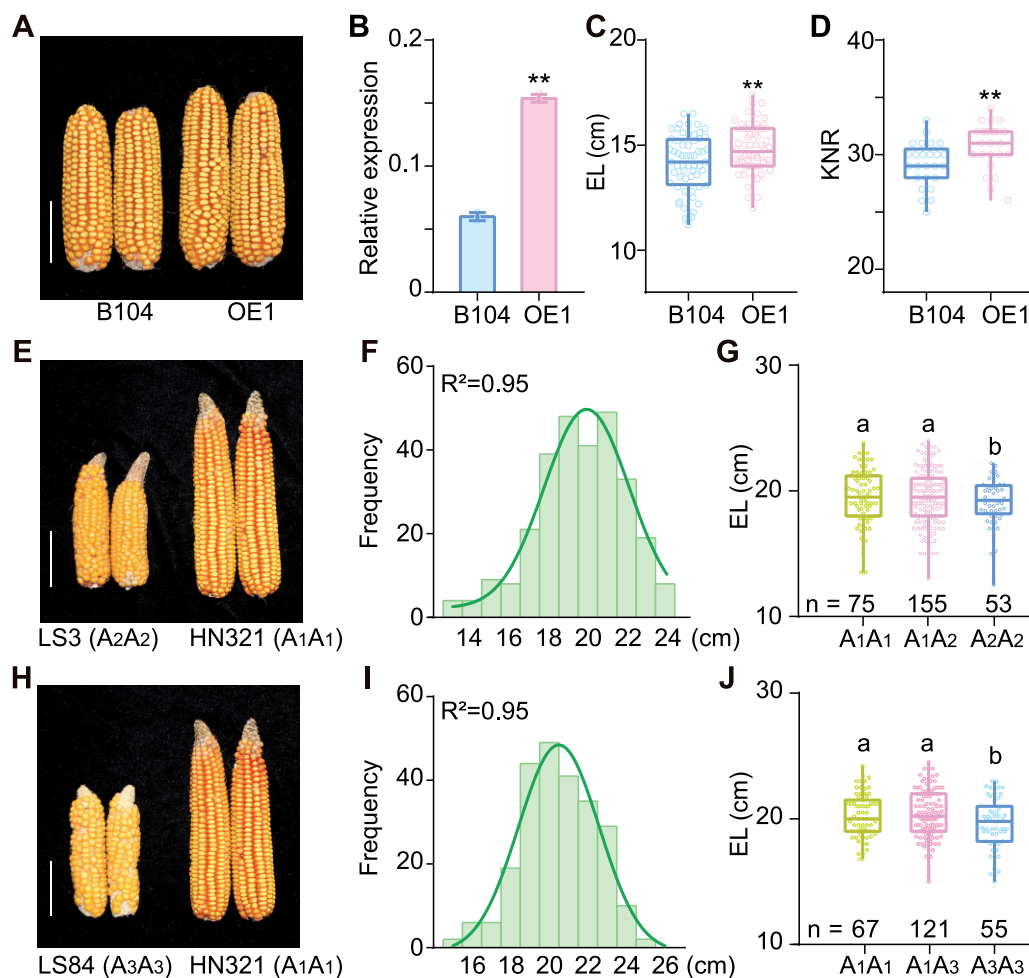 A
B104
OE1
B
Relative expression
0.2
0.1
0
**
B104
OE1
C
EL (cm)
20
15
10
**
B104
OE1
D
KNR
40
30
20
**
B104
OE1
E
LS3 (A2A2)
HN321 (A1A1)
F
R²=0.95
Frequency
60
40
20
0
14 16 18 20 22 24 (cm)
G
EL (cm)
30
20
10
a a b
n = 75 155 53
A1A1 A1A2 A2A2
H
LS84 (A3A3)
HN321 (A1A1)
I
R²=0.95
Frequency
60
40
20
0
16 18 20 22 24 26 (cm)
J
EL (cm)
30
20
10
a a b
n = 67 121 55
A1A1 A1A3 A3A3